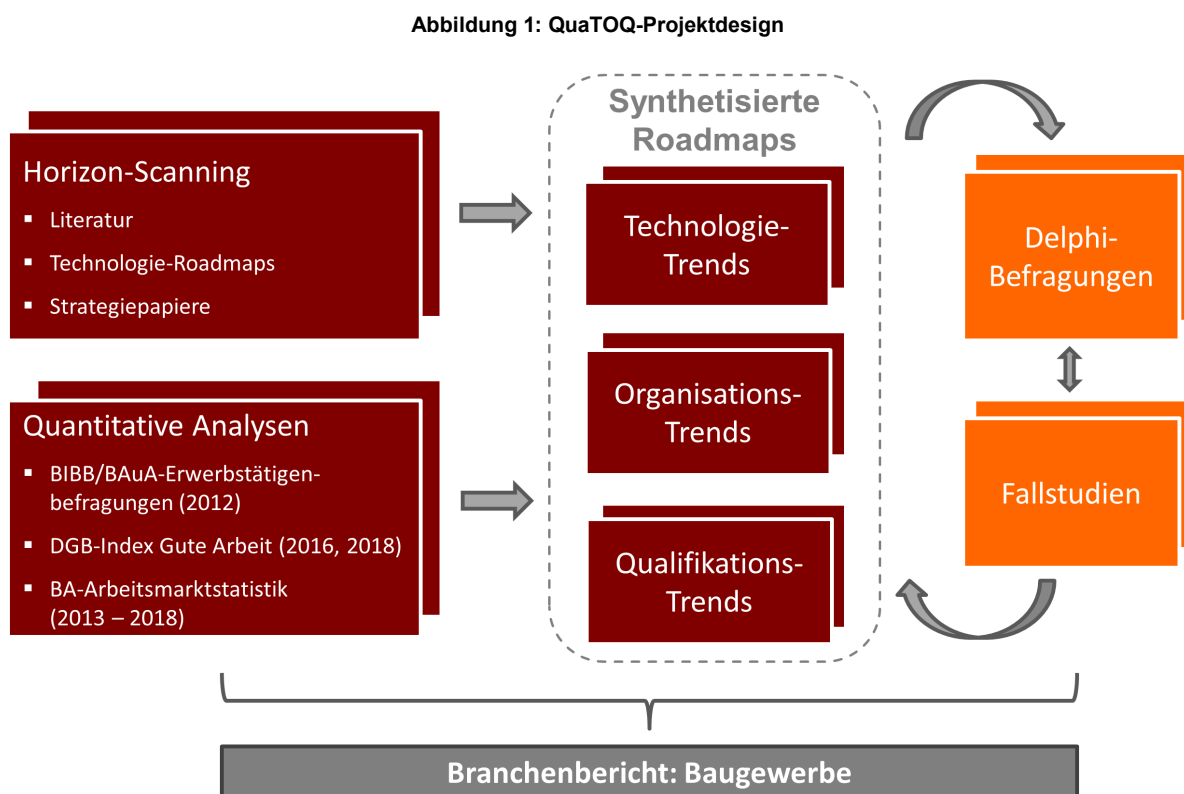 Abbildung 1: QuaTOQ-Projektdesign
Horizon-Scanning
▪ Literatur
▪ Technologie-Roadmaps
▪ Strategiepapiere
Quantitative Analysen
▪ BIBB/BAuA-Erwerbstätigen-
befragungen (2012)
▪ DGB-Index Gute Arbeit (2016, 2018)
▪ BA-Arbeitsmarktstatistik
(2013 – 2018)
Synthetisierte
Roadmaps
Technologie-
Trends
Organisations-
Trends
Qualifikations-
Trends
Delphi-
Befragungen
Fallstudien
Branchenbericht: Baugewerbe